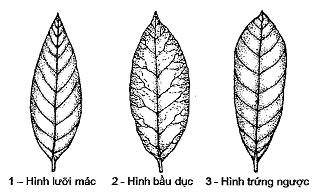 1 – Hình lưỡi mác 2 - Hình bầu dục 3 - Hình trứng ngược